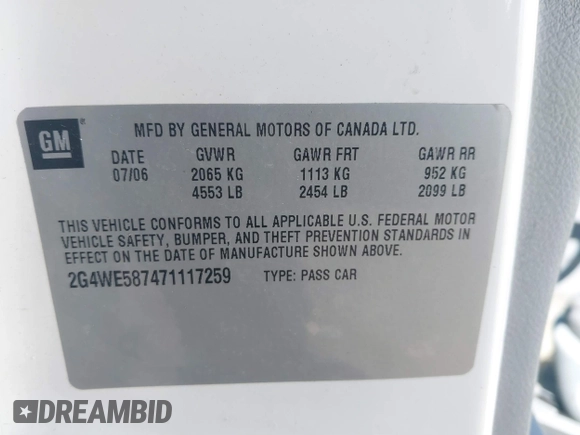 GM ®
MFD BY GENERAL MOTORS OF CANADA LTD.
DATE GVWR GAWR FRT GAWR RR
07/06 2065 KG 1113 KG 952 KG
4553 LB 2454 LB 2099 LB
THIS VEHICLE CONFORMS TO ALL APPLICABLE U.S. FEDERAL MOTOR
VEHICLE SAFETY, BUMPER, AND THEFT PREVENTION STANDARDS IN
EFFECT ON THE DATE OF MANUFACTURE SHOWN ABOVE.
2G4WE587471117259 TYPE: PASS CAR
DREAMBID